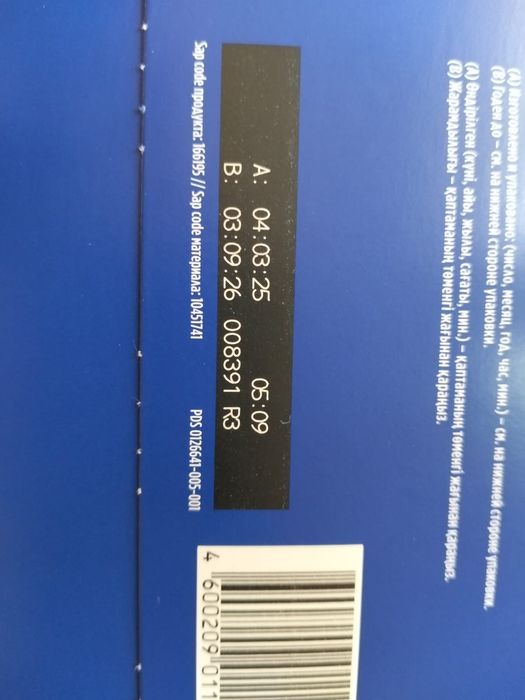 (A) Изготовлено и упаковано: (число, месяц, год, час, мин.) – см. на нижней стороне упаковки.
(B) Годен до – см. на нижней стороне упаковки.
(A) Өндірілген (күні, айы, жылы, сағаты, мин.) – қаптаманың төменгі жағынан қараңыз.
(B) Жарамдылығы – қаптаманың төменгі жағынан қараңыз.
A: 04:03:25 05:09
B: 03:09:26 008391 R3
Sap code продукта: 166195 // Sap code материала: 10451741 PDS 0126641-005-001
4 600209 011